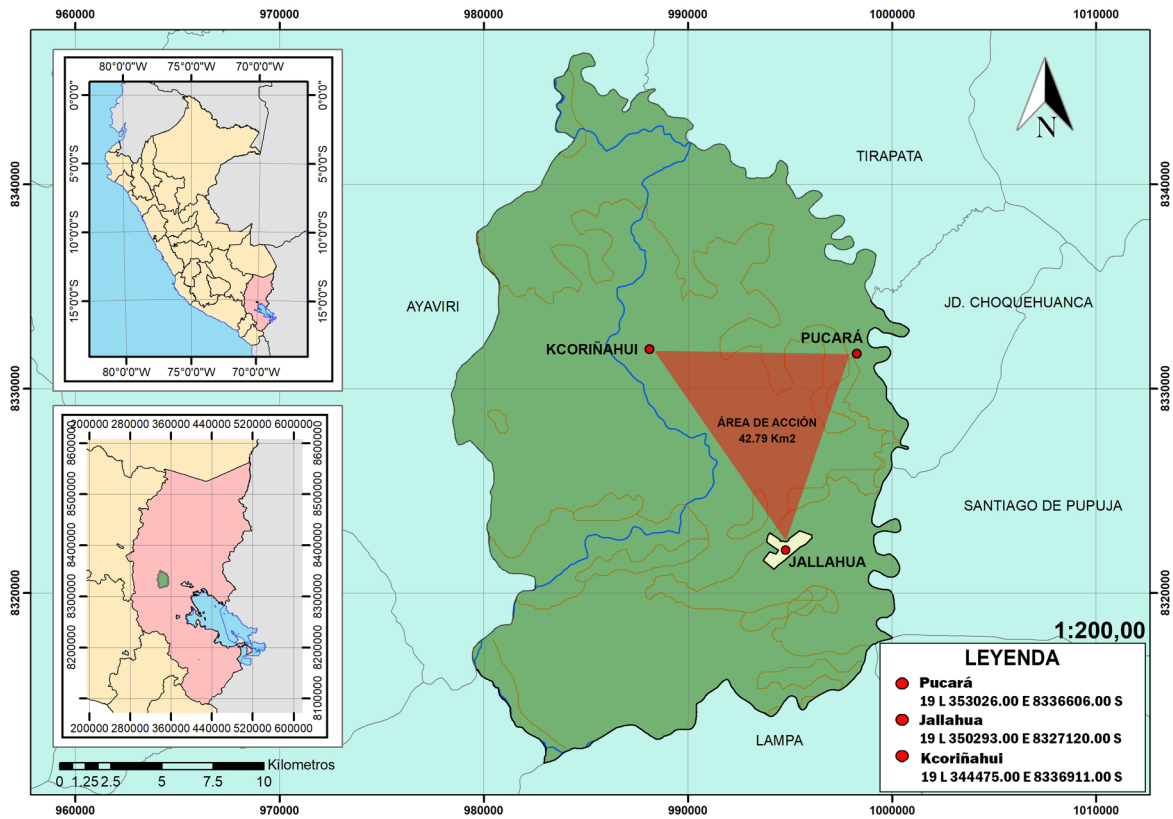 960000 970000 980000 990000 1000000 1010000
80°0'0"W 75°0'0"W 70°0'0"W
0°0'0" 0°0'0"
5°0'0"S 5°0'0"S
10°0'0"S 10°0'0"S
15°0'0"S 15°0'0"S
80°0'0"W 75°0'0"W 70°0'0"W
N
TIRAPATA
8340000 8340000
AYAVIRI
JD. CHOQUEHUANCA
PUCARÁ
KCORIÑAHUI
8330000 8330000
ÁREA DE ACCIÓN
42.79 Km2
200000 280000 360000 440000 520000 600000
8600000 8600000
8500000 8500000
8400000 8400000
8300000 8300000
8200000 8200000
8100000
200000 280000 360000 440000 520000 600000
SANTIAGO DE PUPUJA
JALLAHUA
8320000 8320000
1:200,00
LEYENDA
Pucará
19 L 353026.00 E 8336606.00 S
Jallahua
19 L 350293.00 E 8327120.00 S
Kcoriñahui
19 L 344475.00 E 8336911.00 S
LAMPA
Kilometros
0 1.25 2.5 5 7.5 10
960000 970000 980000 990000 1000000 1010000